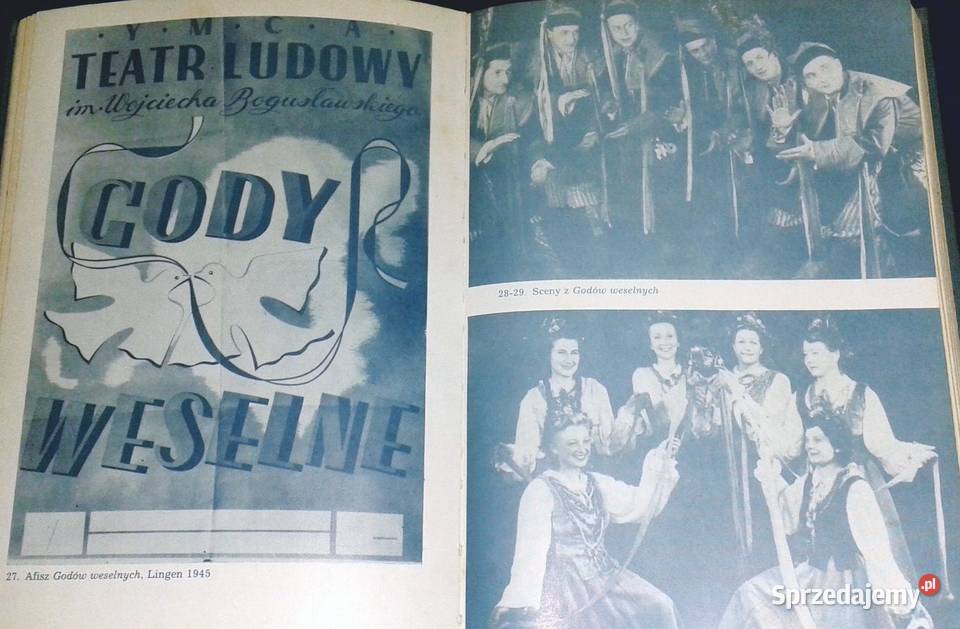 · Y · M · C · A ·
TEATR LUDOWY
im. Wojciecha Bogusławskiego
GODY
WESELNE
27. Afisz Godów weselnych, Lingen 1945
28-29. Sceny z Godów weselnych
Sprzedajemy.pl